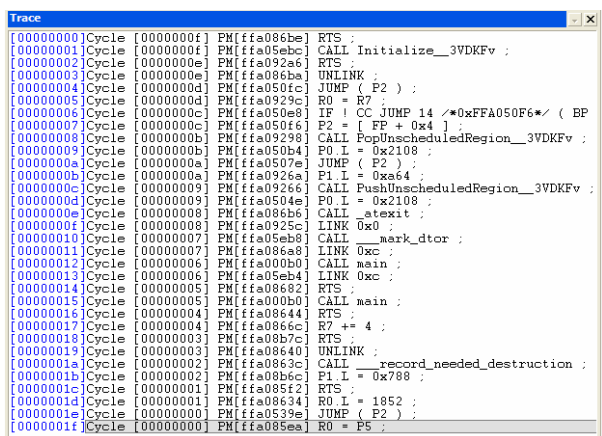 Trace
[00000000]Cycle [0000000f] PM[ffa086be] RTS ;
[00000001]Cycle [0000000f] PM[ffa05ebc] CALL Initialize__3VDKFv ;
[00000002]Cycle [0000000e] PM[ffa092a6] RTS ;
[00000003]Cycle [0000000e] PM[ffa086ba] UNLINK ;
[00000004]Cycle [0000000d] PM[ffa050fc] JUMP ( P2 ) ;
[00000005]Cycle [0000000d] PM[ffa0929c] R0 = R7 ;
[00000006]Cycle [0000000c] PM[ffa050e8] IF ! CC JUMP 14 /*0xFFA050F6*/ ( BP
[00000007]Cycle [0000000c] PM[ffa050f6] P2 = [ FP + 0x4 ] ;
[00000008]Cycle [0000000b] PM[ffa09298] CALL PopUnscheduledRegion__3VDKFv ;
[00000009]Cycle [0000000b] PM[ffa050b4] P0.L = 0x2108 ;
[0000000a]Cycle [0000000a] PM[ffa0507e] JUMP ( P2 ) ;
[0000000b]Cycle [0000000a] PM[ffa0926a] P1.L = 0xa64 ;
[0000000c]Cycle [00000009] PM[ffa09266] CALL PushUnscheduledRegion__3VDKFv ;
[0000000d]Cycle [00000009] PM[ffa0504e] P0.L = 0x2108 ;
[0000000e]Cycle [00000008] PM[ffa086b6] CALL _atexit ;
[0000000f]Cycle [00000008] PM[ffa0925c] LINK 0x0 ;
[00000010]Cycle [00000007] PM[ffa05eb8] CALL ___mark_dtor ;
[00000011]Cycle [00000007] PM[ffa086a8] LINK 0xc ;
[00000012]Cycle [00000006] PM[ffa000b0] CALL main ;
[00000013]Cycle [00000006] PM[ffa05eb4] LINK 0xc ;
[00000014]Cycle [00000005] PM[ffa08682] RTS ;
[00000015]Cycle [00000005] PM[ffa000b0] CALL main ;
[00000016]Cycle [00000004] PM[ffa08644] RTS ;
[00000017]Cycle [00000004] PM[ffa0866c] R7 += 4 ;
[00000018]Cycle [00000003] PM[ffa08b7c] RTS ;
[00000019]Cycle [00000003] PM[ffa08640] UNLINK ;
[0000001a]Cycle [00000002] PM[ffa0863c] CALL ___record_needed_destruction ;
[0000001b]Cycle [00000002] PM[ffa08b6c] P1.L = 0x788 ;
[0000001c]Cycle [00000001] PM[ffa085f2] RTS ;
[0000001d]Cycle [00000001] PM[ffa08634] R0.L = 1852 ;
[0000001e]Cycle [00000000] PM[ffa0539e] JUMP ( P2 ) ;
[0000001f]Cycle [00000000] PM[ffa085ea] R0 = P5 ;